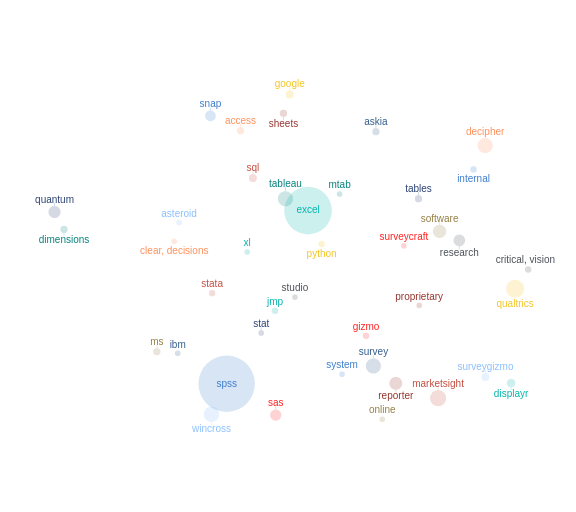 google
snap
access
sheets
askia
decipher
sql
internal
tableau
mtab
tables
quantum
excel
asteroid
software
dimensions
surveycraft
xl
clear, decisions
python
research
critical, vision
stata
studio
proprietary
qualtrics
jmp
stat
gizmo
ms
ibm
survey
system
surveygizmo
spss
marketsight
reporter
displayr
sas
online
wincross